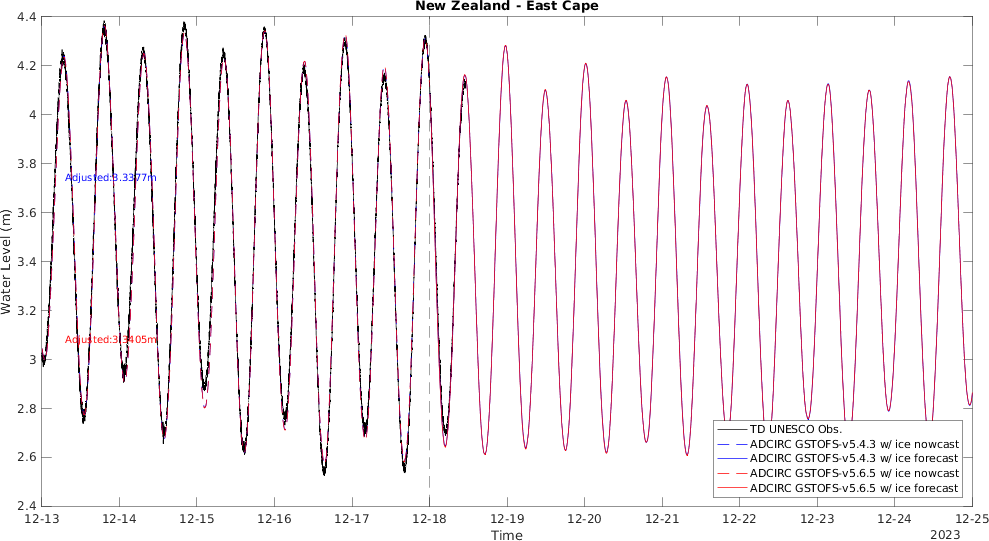 New Zealand - East Cape
4.4
4.2
4
3.8
3.6
3.4
3.2
3
2.8
2.6
2.4
Water Level (m)
Adjusted:3.3377m
Adjusted:3.3405m
TD UNESCO Obs.
ADCIRC GSTOFS-v5.4.3 w/ ice nowcast
ADCIRC GSTOFS-v5.4.3 w/ ice forecast
ADCIRC GSTOFS-v5.6.5 w/ ice nowcast
ADCIRC GSTOFS-v5.6.5 w/ ice forecast
12-13 12-14 12-15 12-16 12-17 12-18 12-19 12-20 12-21 12-22 12-23 12-24 12-25
Time
2023